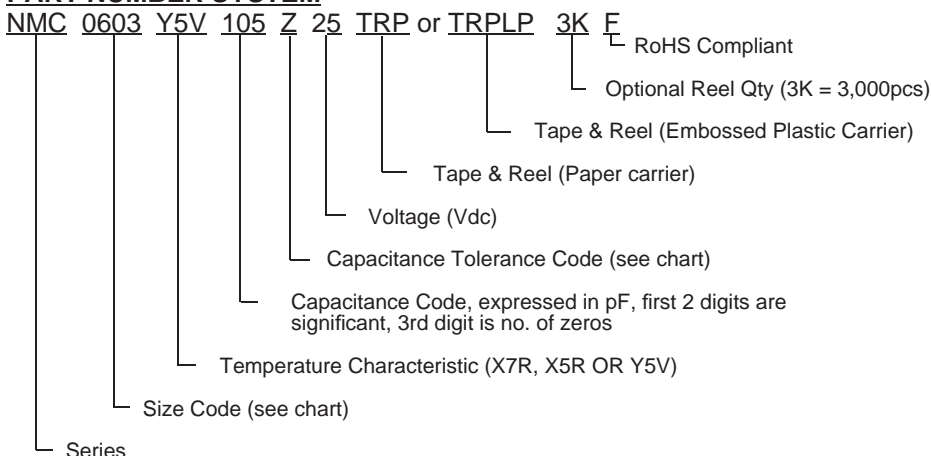 PART NUMBER SYSTEM
NMC 0603 Y5V 105 Z 25 TRP or TRPLP 3K F
RoHS Compliant
Optional Reel Qty (3K = 3,000pcs)
Tape & Reel (Embossed Plastic Carrier)
Tape & Reel (Paper carrier)
Voltage (Vdc)
Capacitance Tolerance Code (see chart)
Capacitance Code, expressed in pF, first 2 digits are
significant, 3rd digit is no. of zeros
Temperature Characteristic (X7R, X5R OR Y5V)
Size Code (see chart)
Series